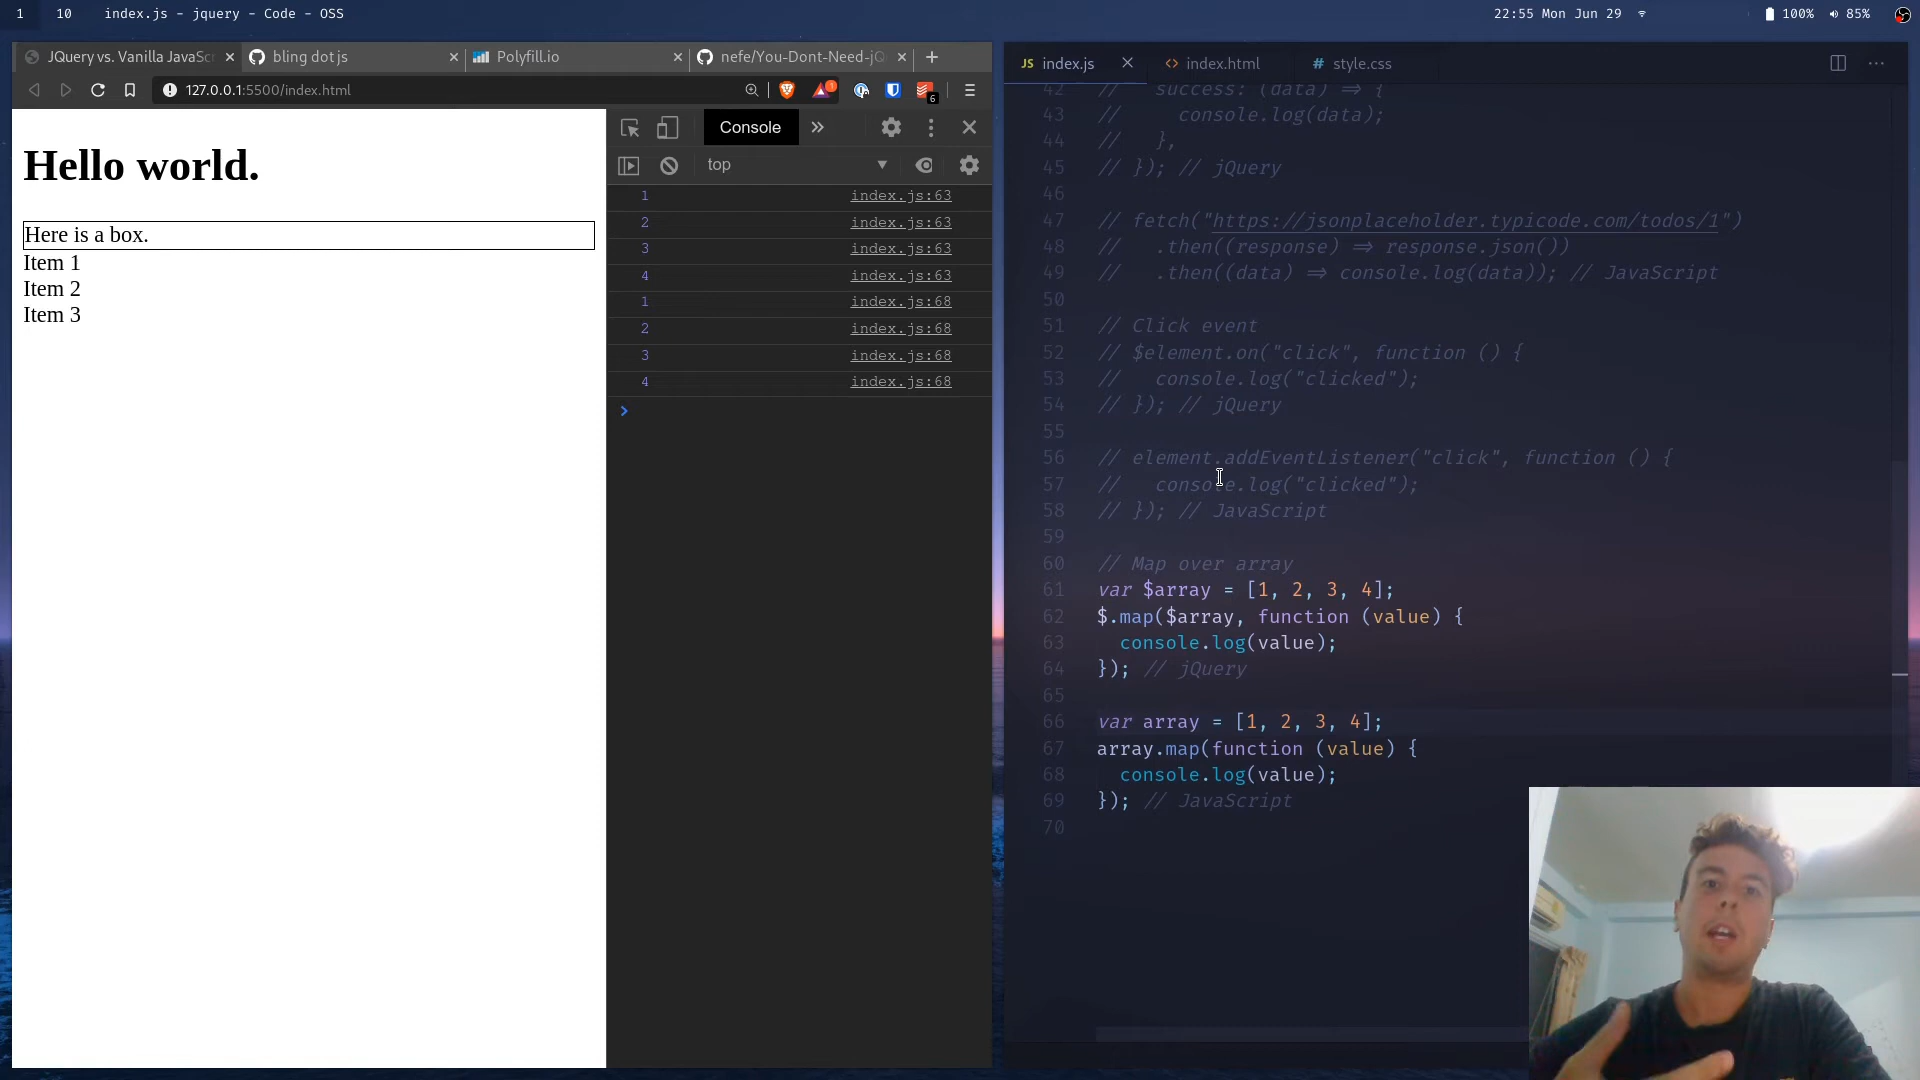 1 10 index.js - jquery - Code - OSS
22:55 Mon Jun 29 100% 85%
JQuery vs. Vanilla JavaScr
bling dotjs
Polyfill.io
nefe/You-Dont-Need-jQ
127.0.0.1:5500/index.html
1
6
Hello world.
Here is a box.
Item 1
Item 2
Item 3
Console
top
1 index.js:63
2 index.js:63
3 index.js:63
4 index.js:63
1 index.js:68
2 index.js:68
3 index.js:68
4 index.js:68
JS index.js
<> index.html
# style.css
42 //   success: (data) => {
43 //     console.log(data);
44 //   },
45 // }); // jQuery
46
47 // fetch("https://jsonplaceholder.typicode.com/todos/1")
48 //   .then((response) => response.json())
49 //   .then((data) => console.log(data)); // JavaScript
50
51 // Click event
52 // $element.on("click", function () {
53 //   console.log("clicked");
54 // }); // jQuery
55
56 // element.addEventListener("click", function () {
57 //   console.log("clicked");
58 // }); // JavaScript
59
60 // Map over array
61 var $array = [1, 2, 3, 4];
62 $.map($array, function (value) {
63   console.log(value);
64 }); // jQuery
65
66 var array = [1, 2, 3, 4];
67 array.map(function (value) {
68   console.log(value);
69 }); // JavaScript
70